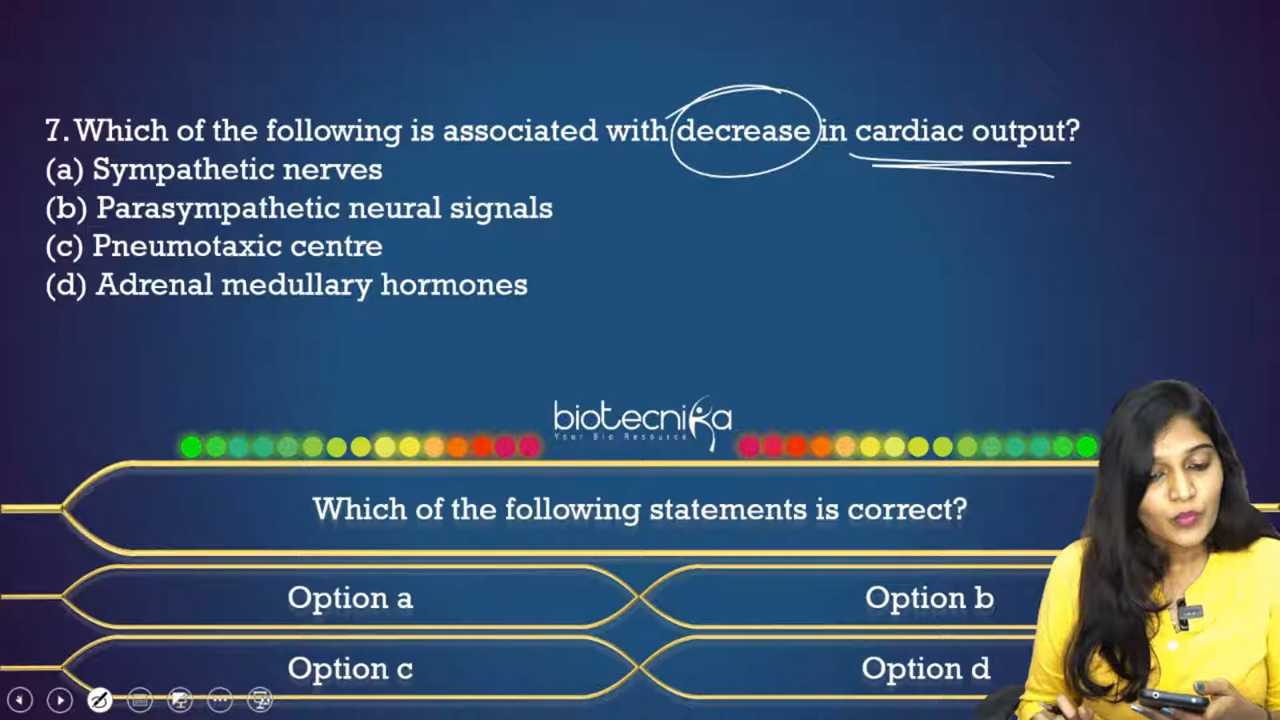 7. Which of the following is associated with decrease in cardiac output?
(a) Sympathetic nerves
(b) Parasympathetic neural signals
(c) Pneumotaxic centre
(d) Adrenal medullary hormones
biotecnika
Your Bio Resource
Which of the following statements is correct?
Option a
Option b
Option c
Option d